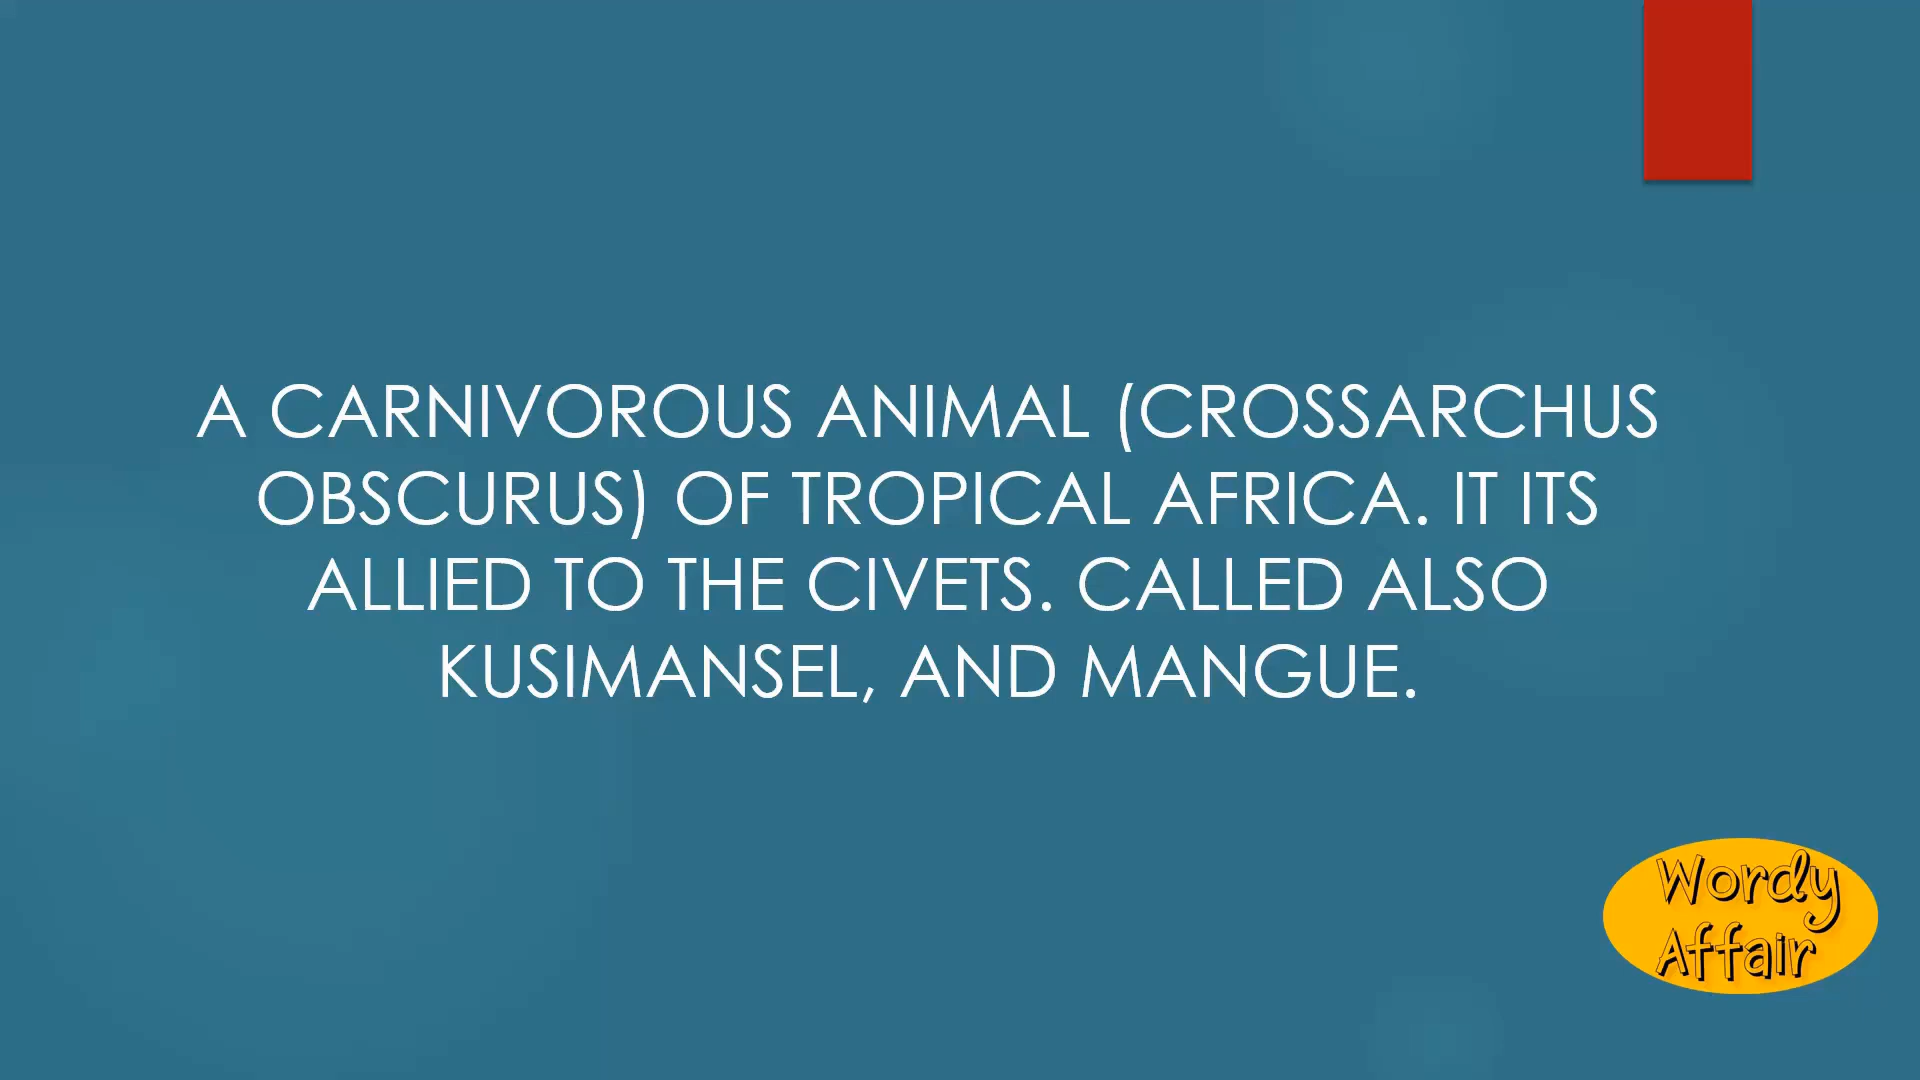 A CARNIVOROUS ANIMAL (CROSSARCHUS
OBSCURUS) OF TROPICAL AFRICA. IT ITS
ALLIED TO THE CIVETS. CALLED ALSO
KUSIMANSEL, AND MANGUE.
Wordy
Affair